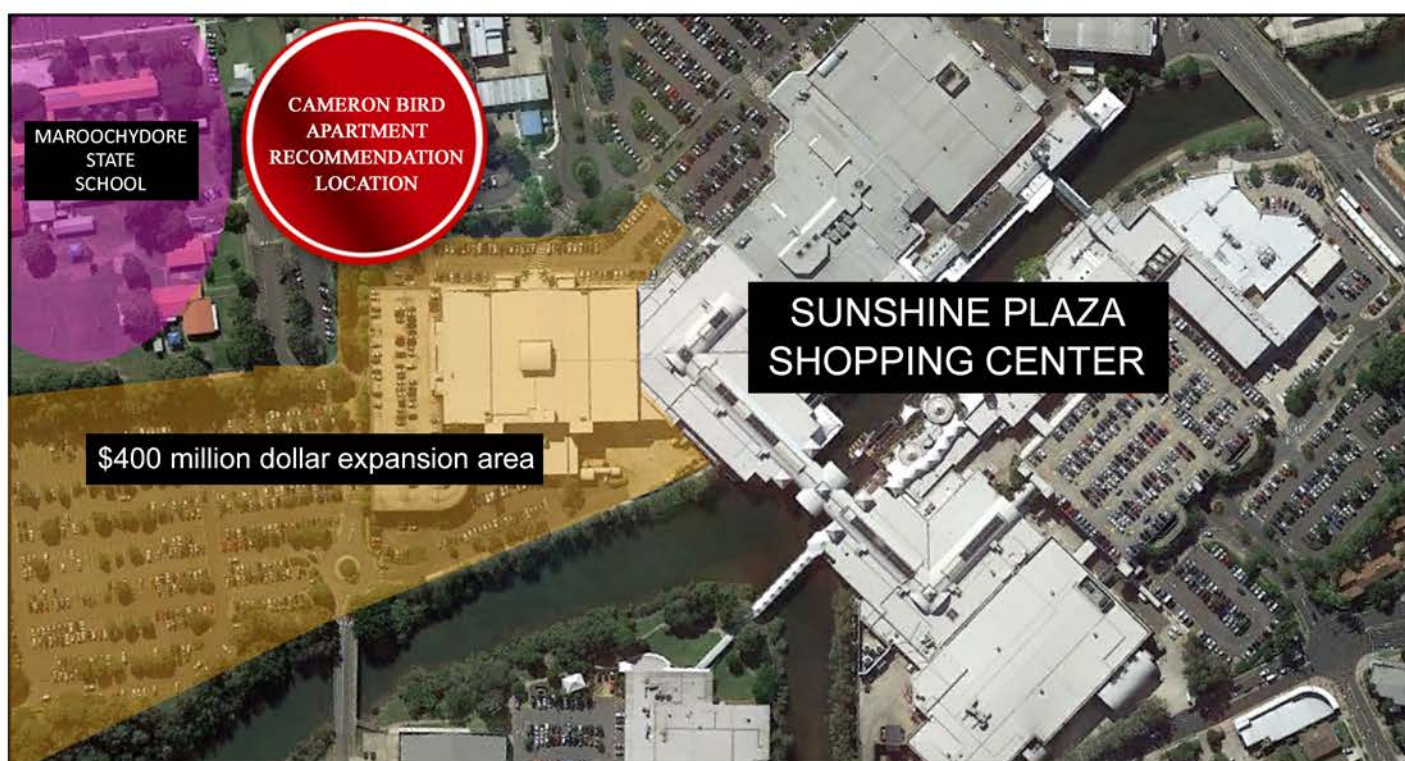 MAROOCHYDORE
STATE
SCHOOL
CAMERON BIRD
APARTMENT
RECOMMENDATION
LOCATION
SUNSHINE PLAZA
SHOPPING CENTER
$400 million dollar expansion area